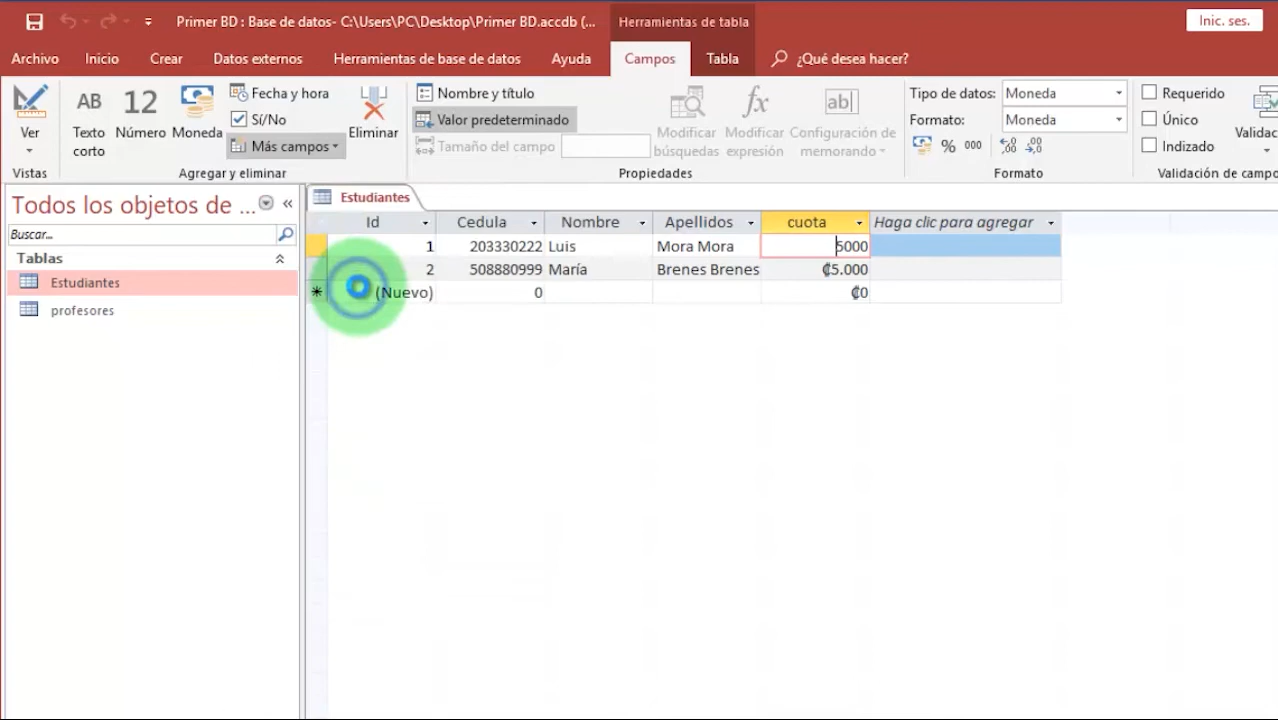 Primer BD : Base de datos- C:\Users\PC\Desktop\Primer BD.accdb (...
Herramientas de tabla
Inic. ses.
Archivo
Inicio
Crear
Datos externos
Herramientas de base de datos
Ayuda
Campos
Tabla
¿Qué desea hacer?
Ver
Vistas
AB
Texto corto
12
Número
Moneda
Fecha y hora
Sí/No
Más campos
Eliminar
Agregar y eliminar
Nombre y título
Valor predeterminado
Tamaño del campo
Modificar búsquedas
fx
Modificar expresión
ab|
Configuración de memorando
Propiedades
Tipo de datos: Moneda
Formato: Moneda
% 000
Formato
Requerido
Único
Indizado
Validac
Validación de campo
Todos los objetos de ...
Buscar...
Tablas
Estudiantes
profesores
Estudiantes
Id Cedula Nombre Apellidos cuota Haga clic para agregar
1 203330222 Luis Mora Mora 5000
2 508880999 María Brenes Brenes ₡5.000
* (Nuevo) 0 ₡0